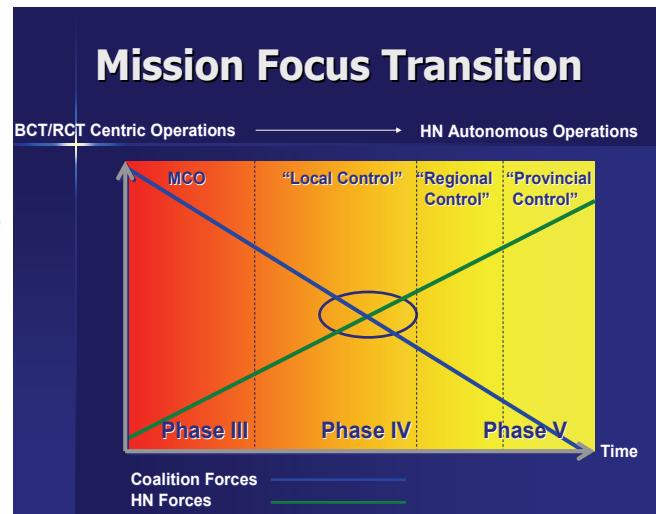 Mission Focus Transition
BCT/RCT Centric Operations
HN Autonomous Operations
MCO
“Local Control”
“Regional
Control”
“Provincial
Control”
Phase III
Phase IV
Phase V
Time
Coalition Forces
HN Forces